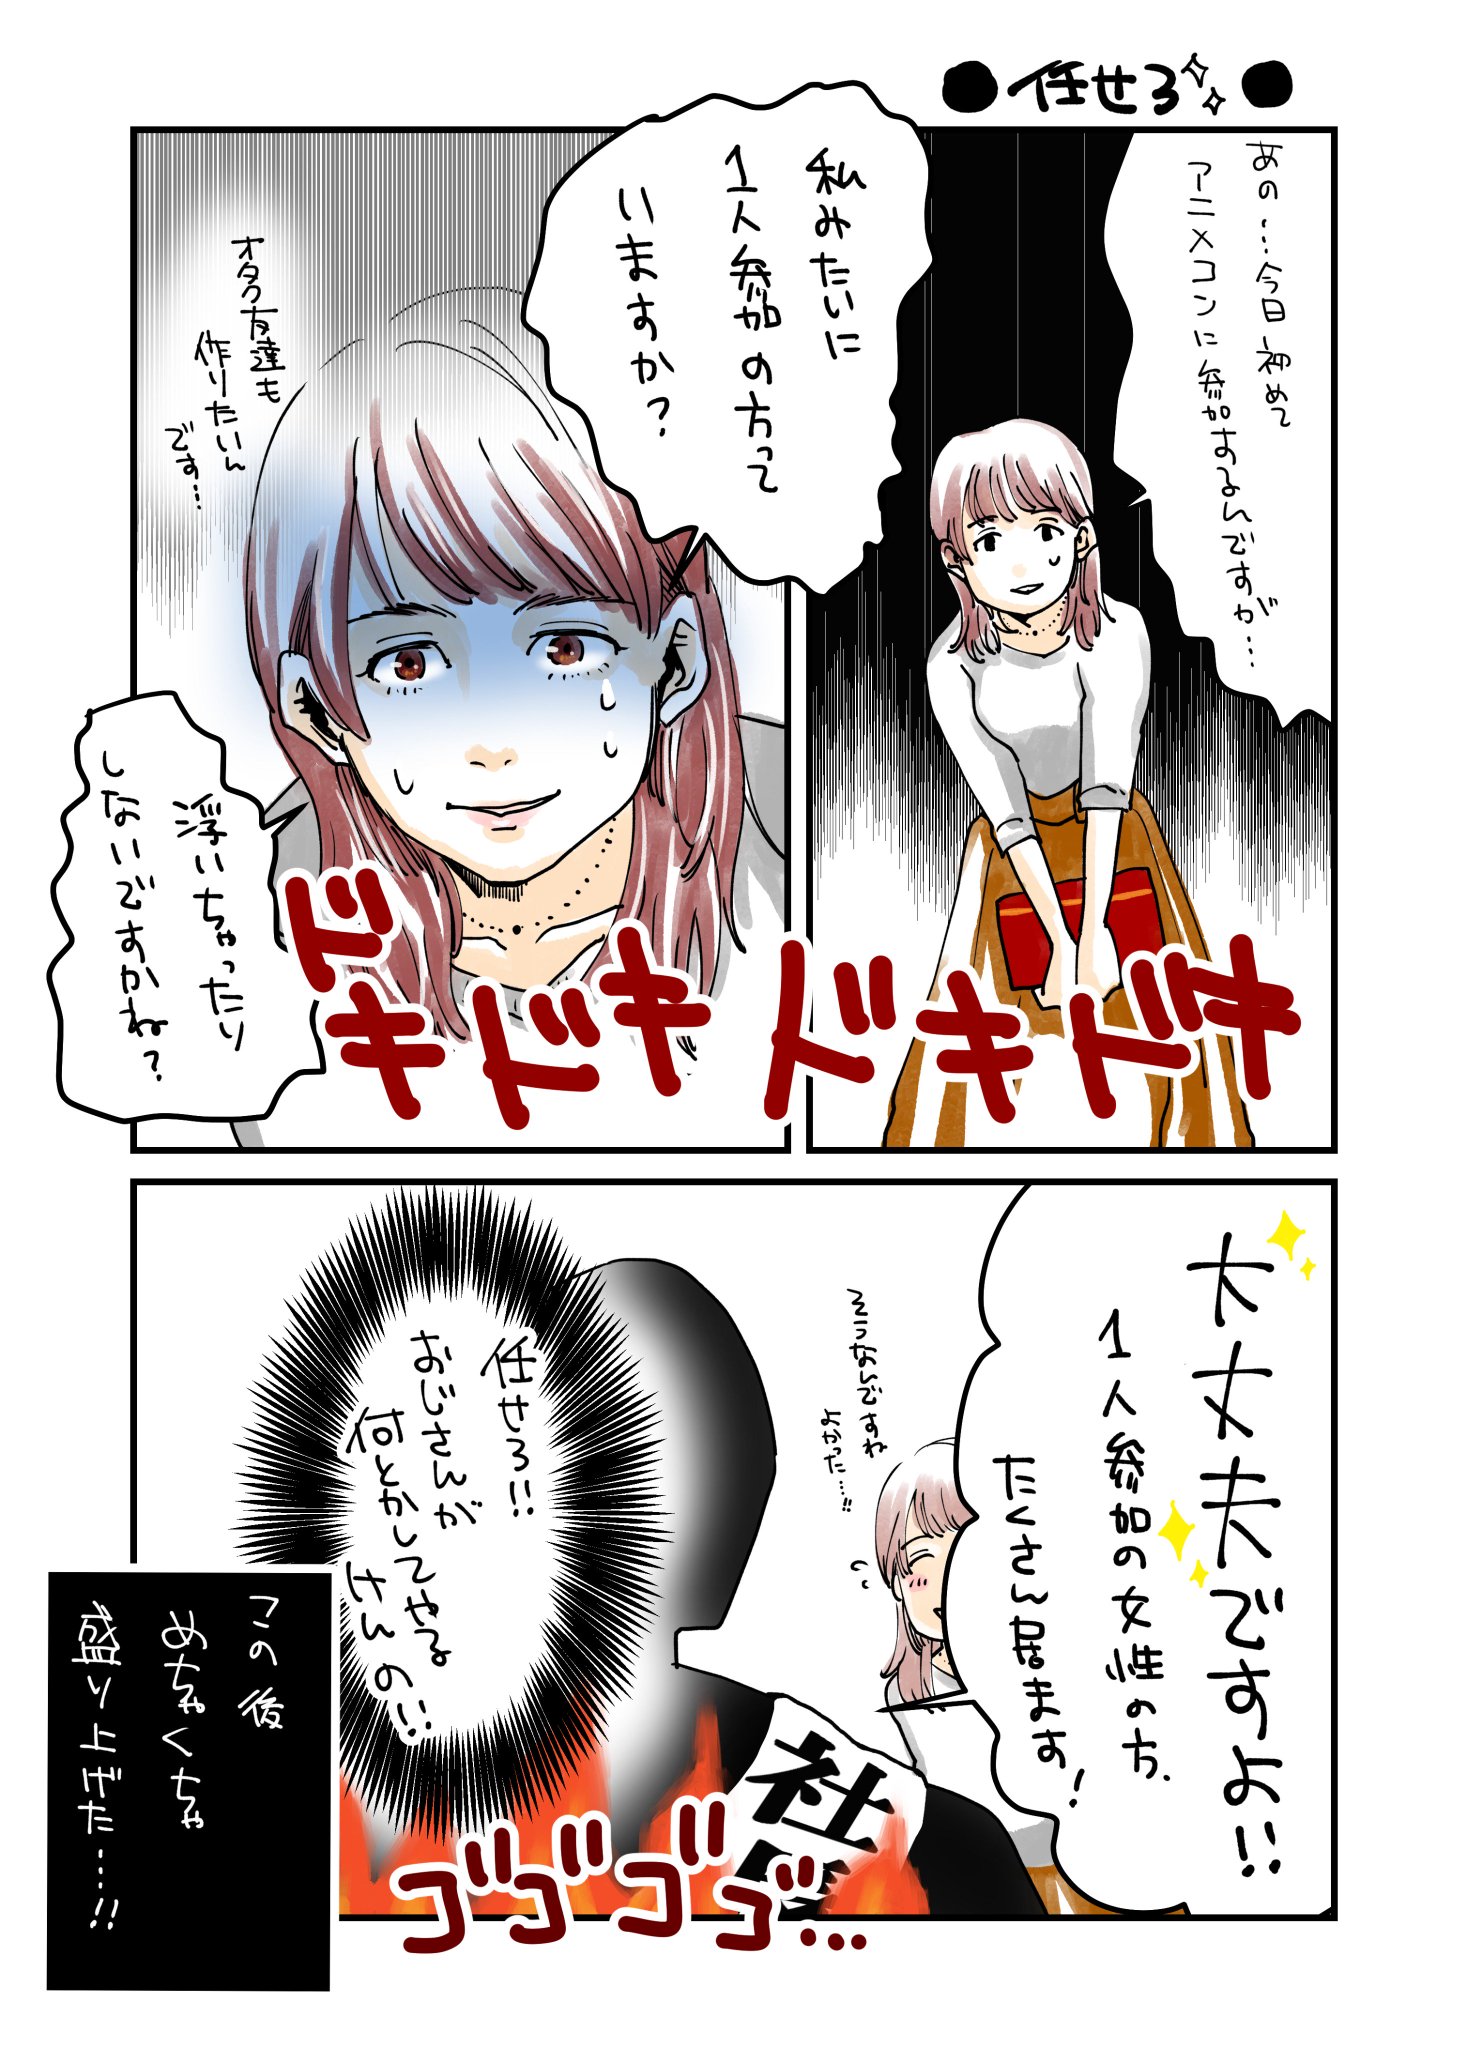 ●任せろ●
あの…今日初めて
アニメコンに参加するんですが…
私みたいに
1人参加の方って
いますか？
オタク友達も
作りたいん
です…
浮いちゃったり
しないですかね？
ドキドキドキドキ
大丈夫ですよ!!
1人参加の女性の方、
たくさん居ます！
そうなんですね
よかった……!!
任せろ!!
おじさんが
何とかしてやる
けんの!!
社
ゴゴゴゴ…
この後
めちゃくちゃ
盛り上げた……!!